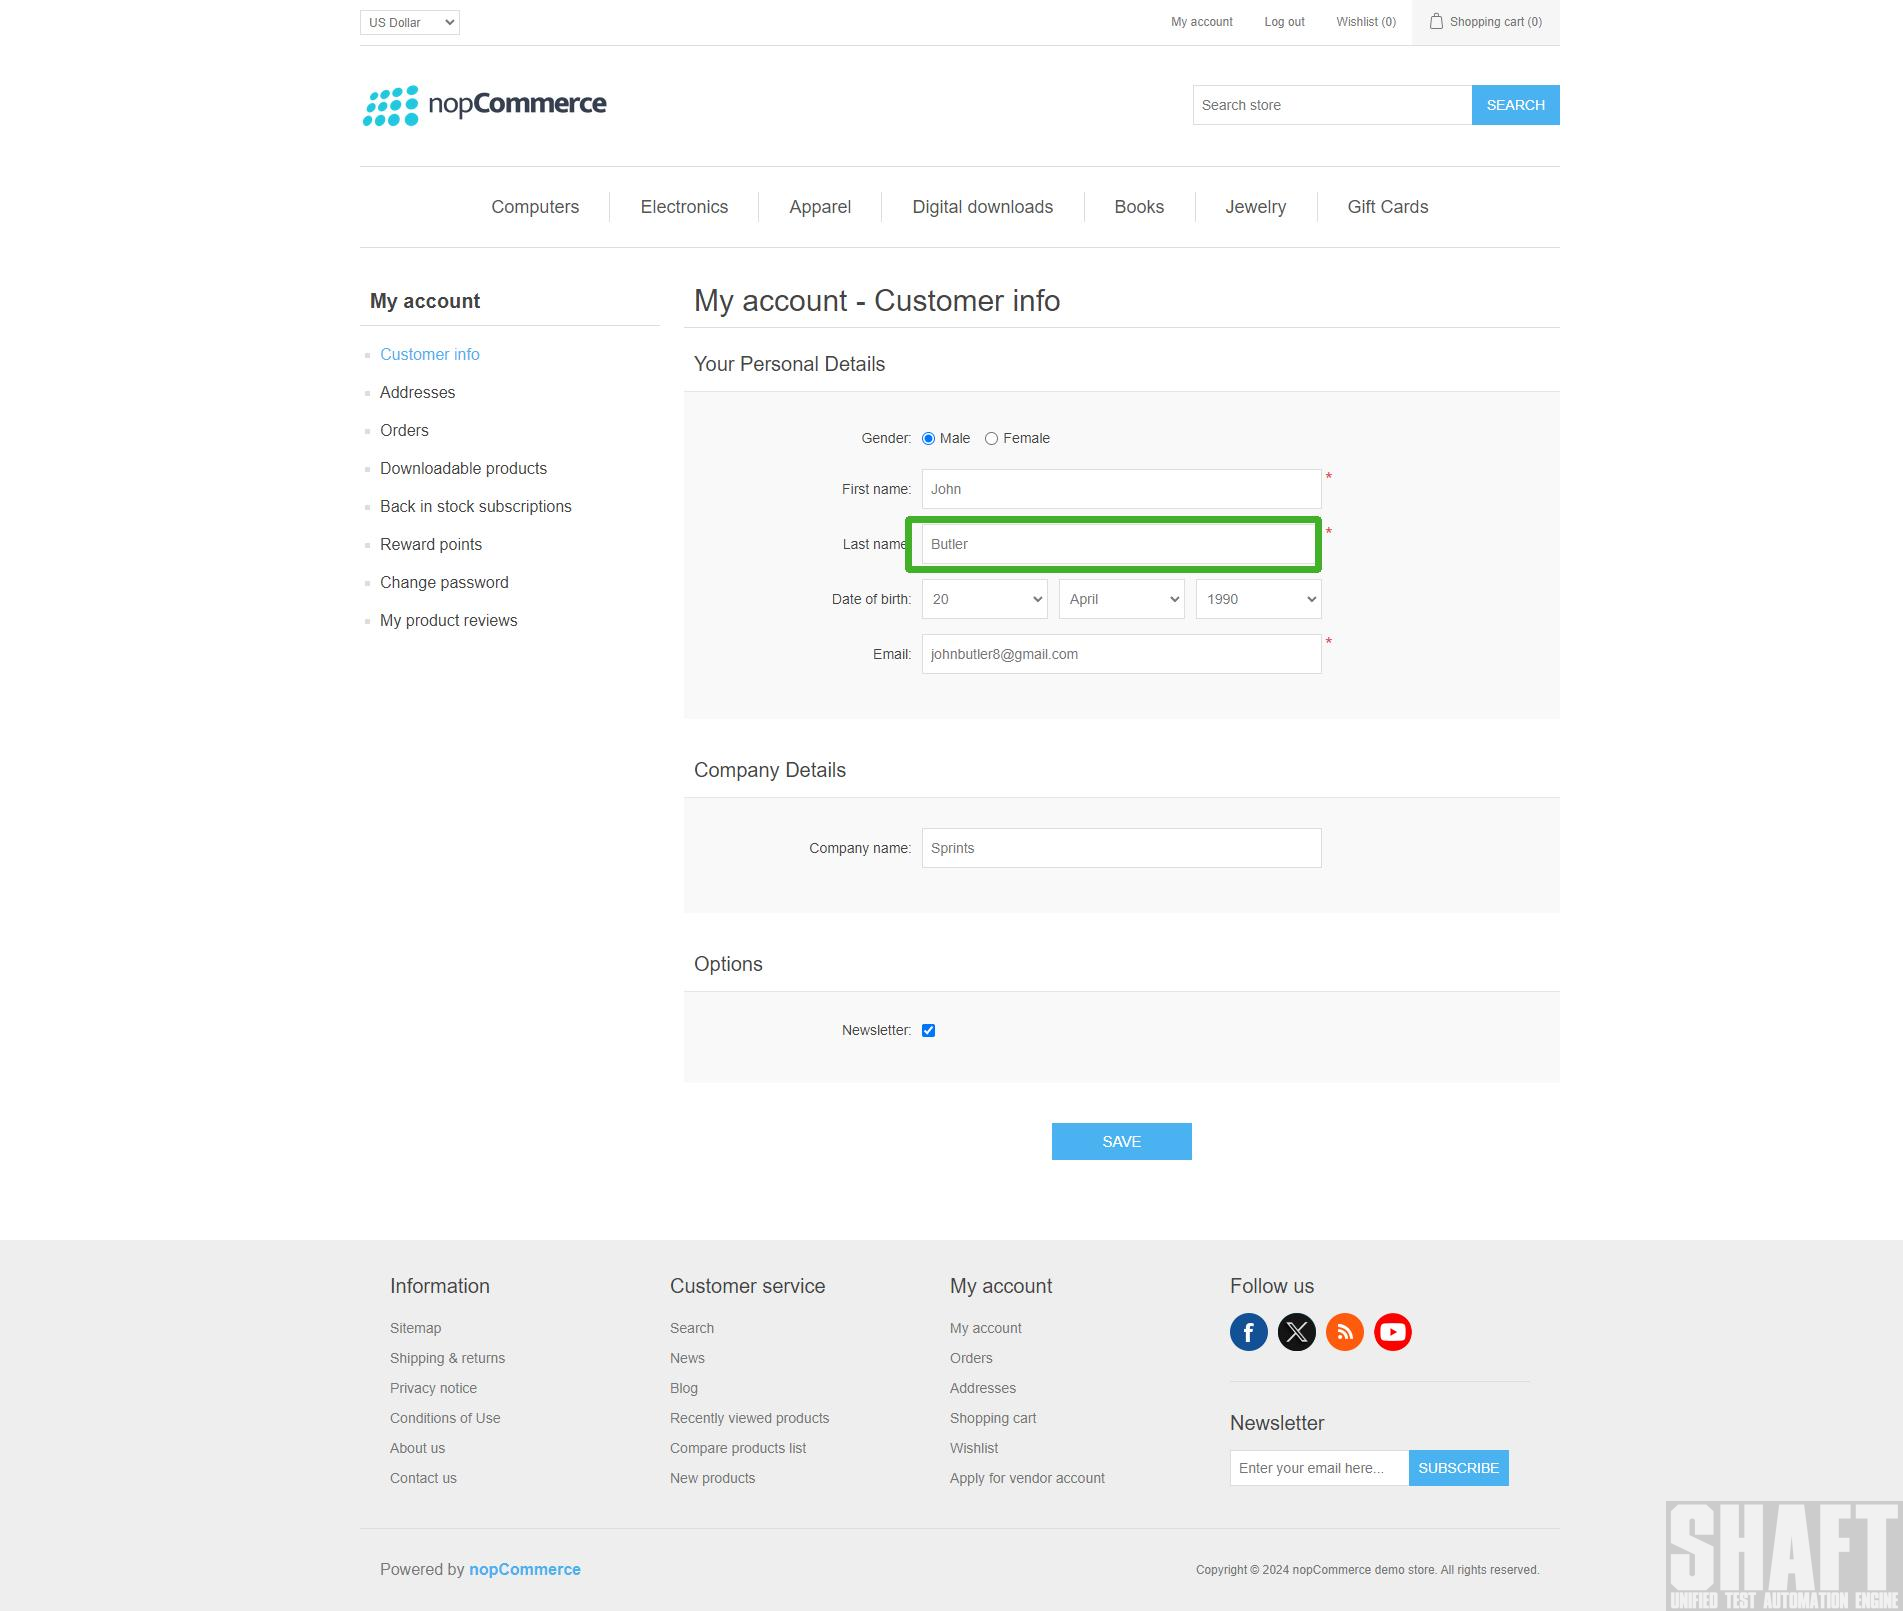 US Dollar
My account
Log out
Wishlist (0)
Shopping cart (0)
nopCommerce
Search store
SEARCH
Computers
Electronics
Apparel
Digital downloads
Books
Jewelry
Gift Cards
My account
Customer info
Addresses
Orders
Downloadable products
Back in stock subscriptions
Reward points
Change password
My product reviews
My account - Customer info
Your Personal Details
Gender: Male Female
First name: John *
Last name Butler *
Date of birth: 20 April 1990
Email: johnbutler8@gmail.com *
Company Details
Company name: Sprints
Options
Newsletter:
SAVE
Information
Sitemap
Shipping & returns
Privacy notice
Conditions of Use
About us
Contact us
Customer service
Search
News
Blog
Recently viewed products
Compare products list
New products
My account
My account
Orders
Addresses
Shopping cart
Wishlist
Apply for vendor account
Follow us
Newsletter
Enter your email here...
SUBSCRIBE
Powered by nopCommerce
Copyright © 2024 nopCommerce demo store. All rights reserved.
SHAFT
UNIFIED TEST AUTOMATION ENGINE